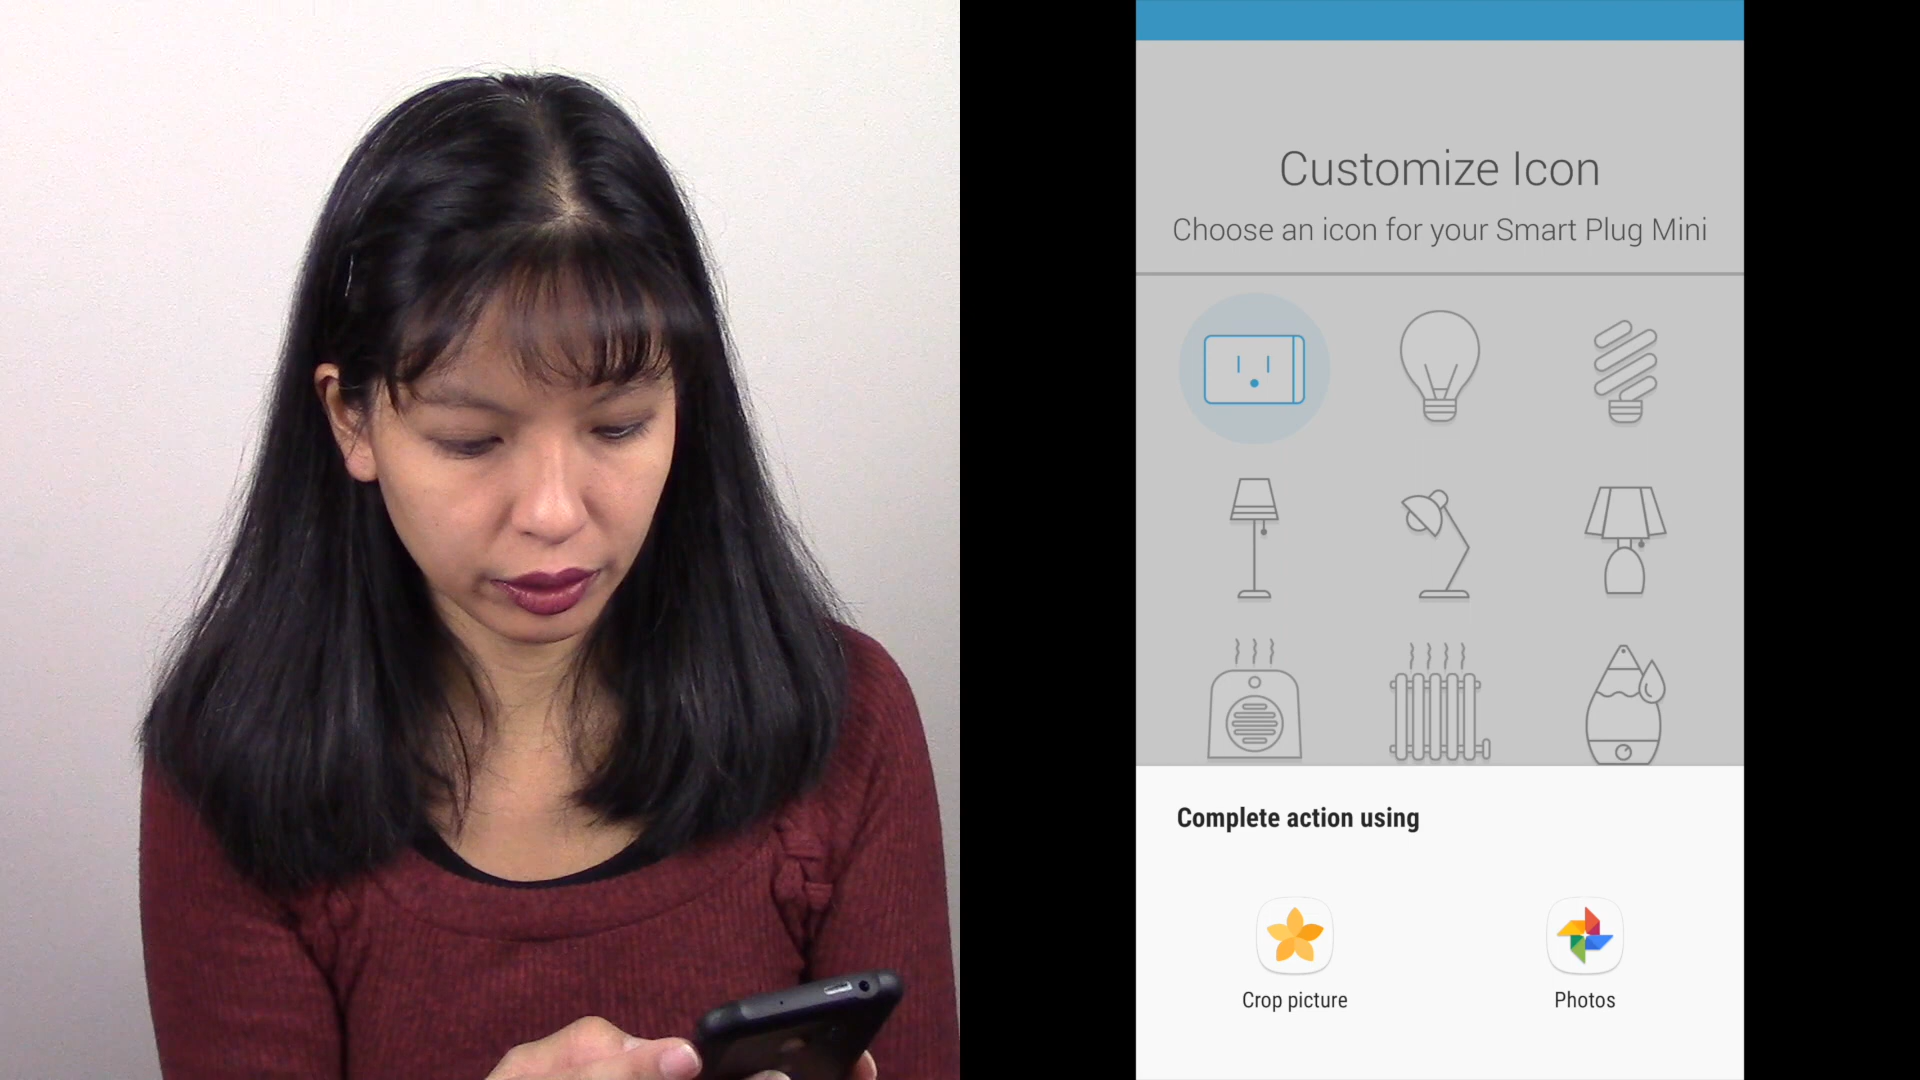 Customize Icon
Choose an icon for your Smart Plug Mini
Complete action using
Crop picture
Photos